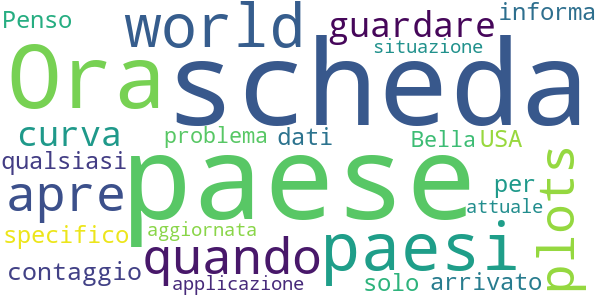 Penso
world
guardare
informa
situazione
Ora
scheda
curva
problema
dati
Bella
USA
qualsiasi
paese
plots
apre
per
attuale
specifico
aggiornata
quando
paesi
contaggio
applicazione
solo
arrivato